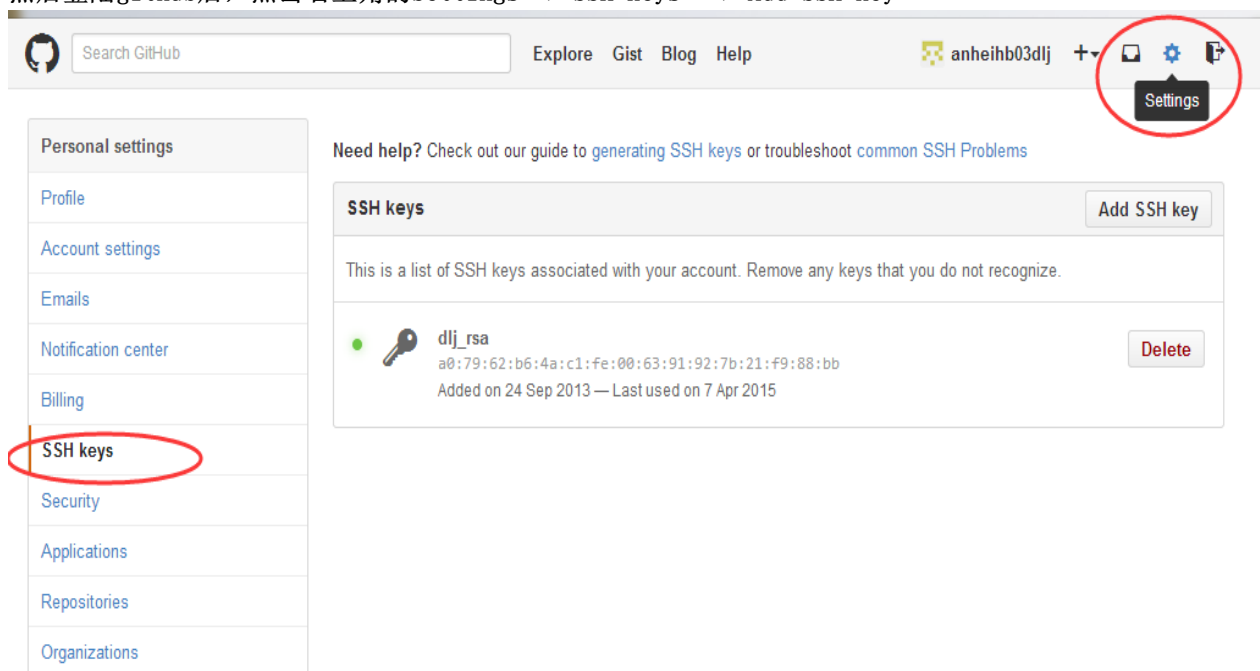 Search GitHub
Explore Gist Blog Help
anheihb03dlj
Settings
Personal settings
Profile
Account settings
Emails
Notification center
Billing
SSH keys
Security
Applications
Repositories
Organizations
Need help? Check out our guide to generating SSH keys or troubleshoot common SSH Problems
SSH keys
Add SSH key
This is a list of SSH keys associated with your account. Remove any keys that you do not recognize.
dlj_rsa
a0:79:62:b6:4a:c1:fe:00:63:91:92:7b:21:f9:88:bb
Added on 24 Sep 2013 — Last used on 7 Apr 2015
Delete